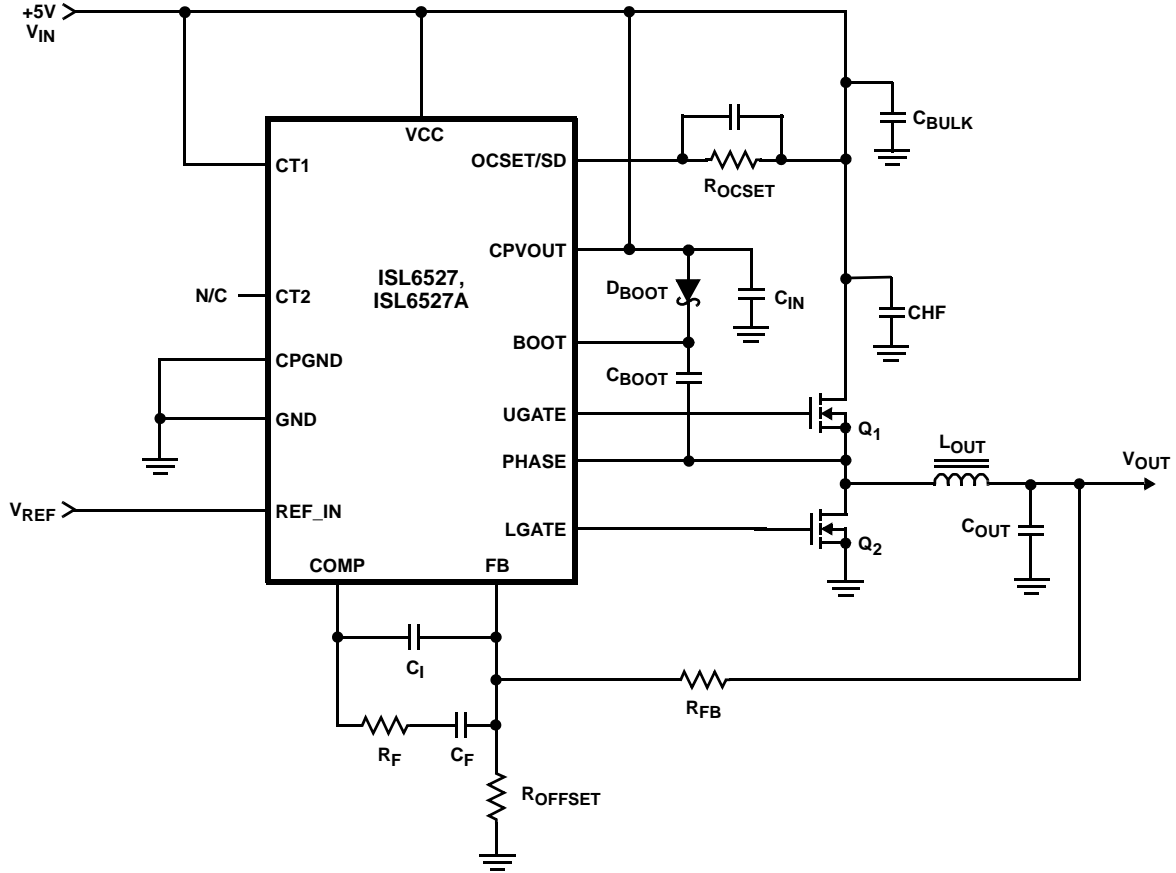 +5V
VIN
VCC
CBULK
CT1
OCSET/SD
ROCSET
CPVOUT
ISL6527,
ISL6527A
DBOOT
CIN
N/C
CT2
CHF
BOOT
CPGND
CBOOT
GND
UGATE
Q1
LOUT
PHASE
VOUT
VREF
REF_IN
LGATE
COUT
Q2
COMP
FB
CI
RFB
RF
CF
ROFFSET